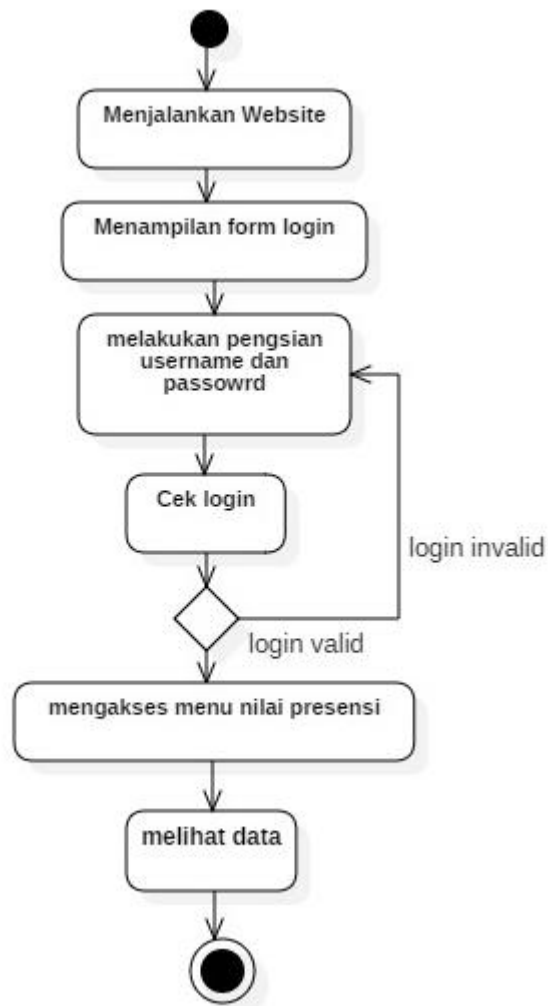 Menjalankan Website
Menampilan form login
melakukan pengsian
username dan
passowrd
Cek login
login invalid
login valid
mengakses menu nilai presensi
melihat data